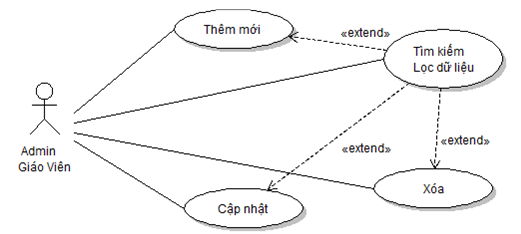 Thêm mới
«extend»
Tìm kiếm
Lọc dữ liệu
Admin
Giáo Viên
«extend»
«extend»
Xóa
Cập nhật